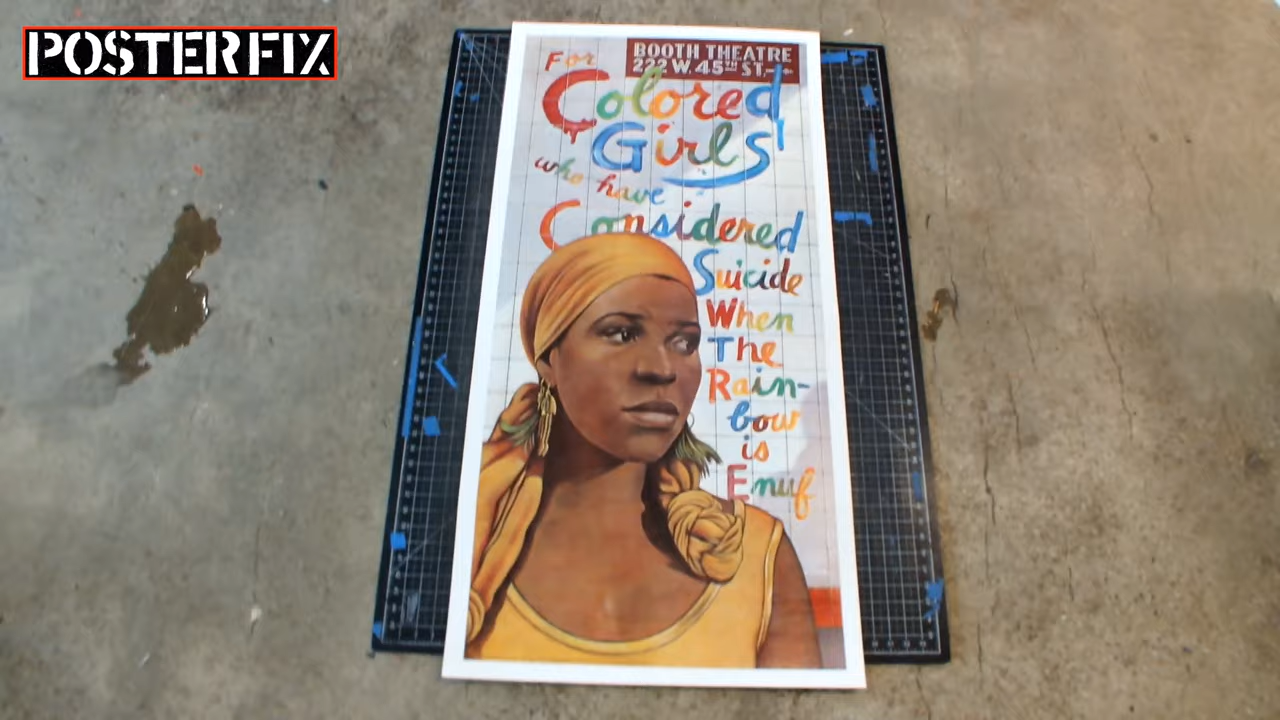 POSTERFIX
BOOTH THEATRE
222 W. 45TH ST.
For
Colored
Girls
who have
Considered
Suicide
When
The
Rain-
bow
is
Enuf